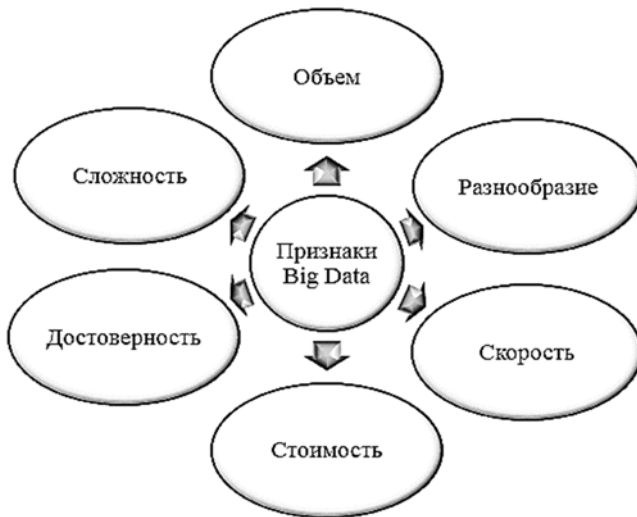 Объем
Сложность
Разнообразие
Признаки
Big Data
Достоверность
Скорость
Стоимость